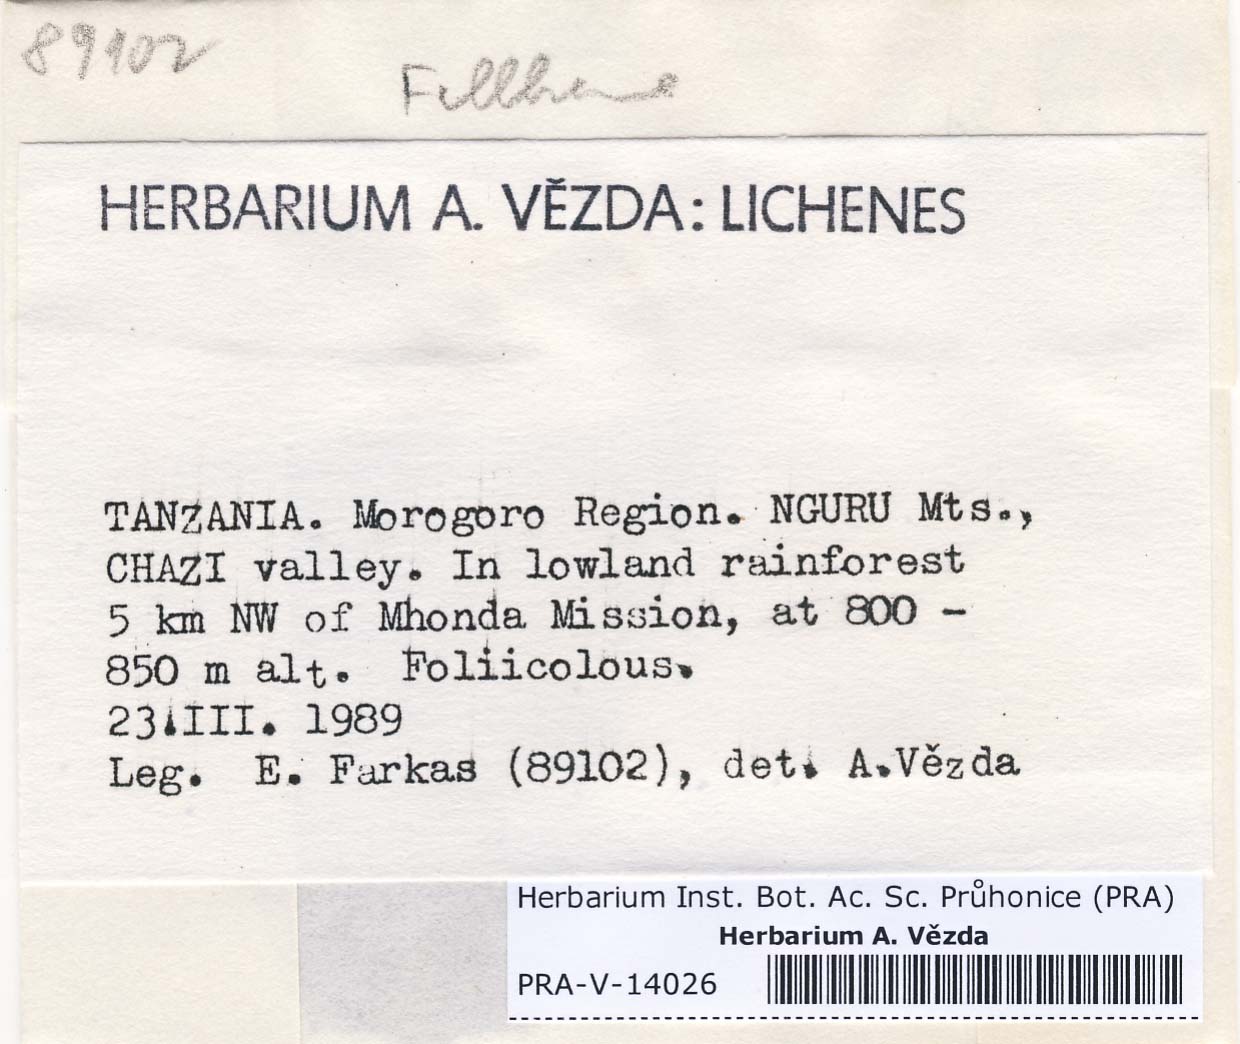 89102
HERBARIUM A. VĚZDA: LICHENES
TANZANIA. Morogoro Region. NGURU Mts.,
CHAZI valley. In lowland rainforest
5 km NW of Mhonda Mission, at 800 -
850 m alt. Foliicolous.
23.III. 1989
Leg. E. Farkas (89102), det. A.Vězda
Herbarium Inst. Bot. Ac. Sc. Průhonice (PRA)
Herbarium A. Vězda
PRA-V-14026